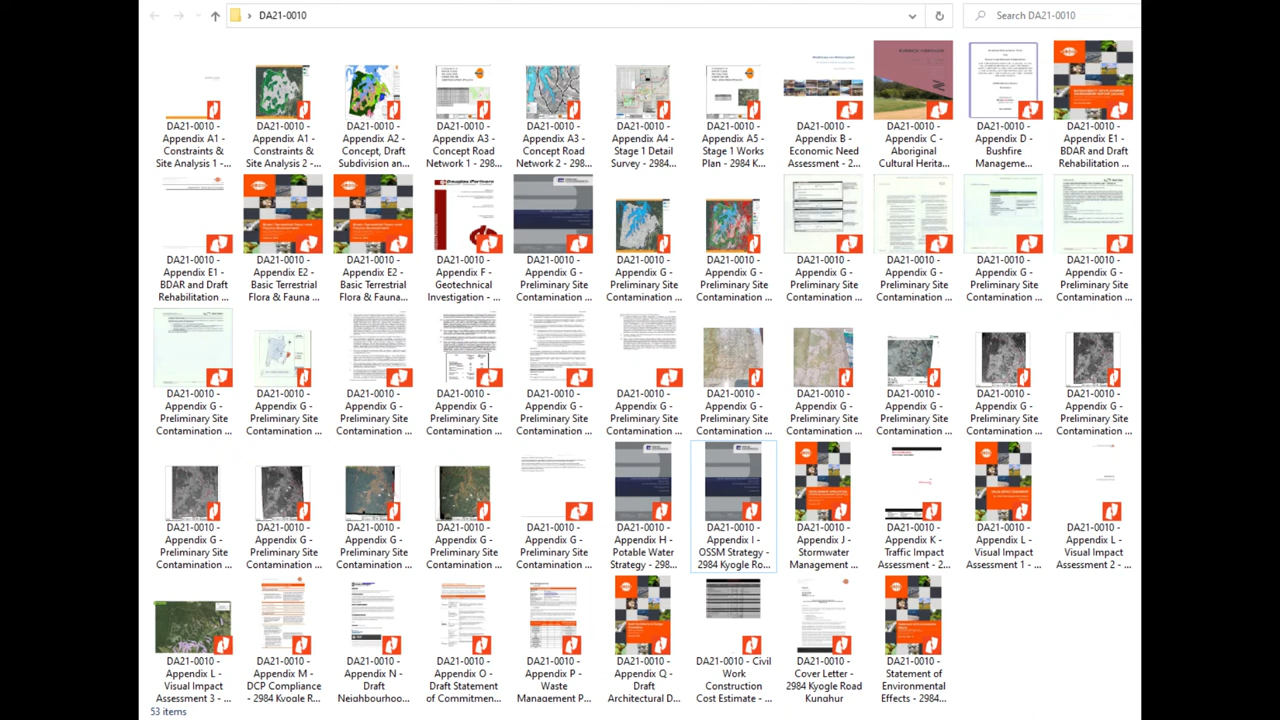 DA21-0010
Search DA21-0010
DA21-0010 -
Appendix A1 -
Constraints &
Site Analysis 1 -...
DA21-0010 -
Appendix A1 -
Constraints &
Site Analysis 2 -...
DA21-0010 -
Appendix A2 -
Concept, Draft
Subdivision an...
DA21-0010 -
Appendix A3 -
Concept Road
Network 1 - 298...
DA21-0010 -
Appendix A3 -
Concept Road
Network 2 - 298...
DA21-0010 -
Appendix A4 -
Stage 1 Detail
Survey - 2984...
DA21-0010 -
Appendix A5 -
Stage 1 Works
Plan - 2984 K...
DA21-0010 -
Appendix B -
Economic Need
Assessment - 2...
DA21-0010 -
Appendix C -
Aboriginal
Cultural Herita...
DA21-0010 -
Appendix D -
Bushfire
Manageme...
DA21-0010 -
Appendix E1 -
BDAR and Draft
Rehabilitation ...
DA21-0010 -
Appendix E1 -
BDAR and Draft
Rehabilitation ...
DA21-0010 -
Appendix E2 -
Basic Terrestrial
Flora & Fauna ...
DA21-0010 -
Appendix E2 -
Basic Terrestrial
Flora & Fauna...
Douglas Partners
DA21-0010 -
Appendix F -
Geotechnical
Investigation - ...
DA21-0010 -
Appendix G -
Preliminary Site
Contamination ...
DA21-0010 -
Appendix G -
Preliminary Site
Contamination ...
DA21-0010 -
Appendix G -
Preliminary Site
Contamination ...
DA21-0010 -
Appendix G -
Preliminary Site
Contamination ...
DA21-0010 -
Appendix G -
Preliminary Site
Contamination ...
DA21-0010 -
Appendix G -
Preliminary Site
Contamination ...
DA21-0010 -
Appendix G -
Preliminary Site
Contamination ...
DA21-0010 -
Appendix G -
Preliminary Site
Contamination ...
DA21-0010 -
Appendix G -
Preliminary Site
Contamination ...
DA21-0010 -
Appendix G -
Preliminary Site
Contamination ...
DA21-0010 -
Appendix G -
Preliminary Site
Contamination ...
DA21-0010 -
Appendix G -
Preliminary Site
Contamination ...
DA21-0010 -
Appendix G -
Preliminary Site
Contamination ...
DA21-0010 -
Appendix G -
Preliminary Site
Contamination ...
DA21-0010 -
Appendix G -
Preliminary Site
Contamination ...
DA21-0010 -
Appendix G -
Preliminary Site
Contamination ...
DA21-0010 -
Appendix G -
Preliminary Site
Contamination ...
DA21-0010 -
Appendix G -
Preliminary Site
Contamination ...
DA21-0010 -
Appendix G -
Preliminary Site
Contamination ...
DA21-0010 -
Appendix G -
Preliminary Site
Contamination ...
DA21-0010 -
Appendix G -
Preliminary Site
Contamination ...
DA21-0010 -
Appendix G -
Preliminary Site
Contamination ...
DA21-0010 -
Appendix G -
Preliminary Site
Contamination ...
DA21-0010 -
Appendix H -
Potable Water
Strategy - 298...
DA21-0010 -
Appendix I -
OSSM Strategy -
2984 Kyogle Ro...
DA21-0010 -
Appendix J -
Stormwater
Management ...
DA21-0010 -
Appendix K -
Traffic Impact
Assessment - 2...
DA21-0010 -
Appendix L -
Visual Impact
Assessment 1 - ...
DA21-0010 -
Appendix L -
Visual Impact
Assessment 2 - ...
DA21-0010 -
Appendix L -
Visual Impact
Assessment 3 - ...
DA21-0010 -
Appendix M -
DCP Compliance
- 2984 Kyogle R...
DA21-0010 -
Appendix N -
Draft
Neighbourhoo...
DA21-0010 -
Appendix O -
Draft Statement
of Commitmen...
DA21-0010 -
Appendix P -
Waste
Management P...
DA21-0010 -
Appendix Q -
Draft
Architectural D...
DA21-0010 - Civil
Work
Construction
Cost Estimate - ...
DA21-0010 -
Cover Letter -
2984 Kyogle Road
Kunghur
DA21-0010 -
Statement of
Environmental
Effects - 2984...
53 items